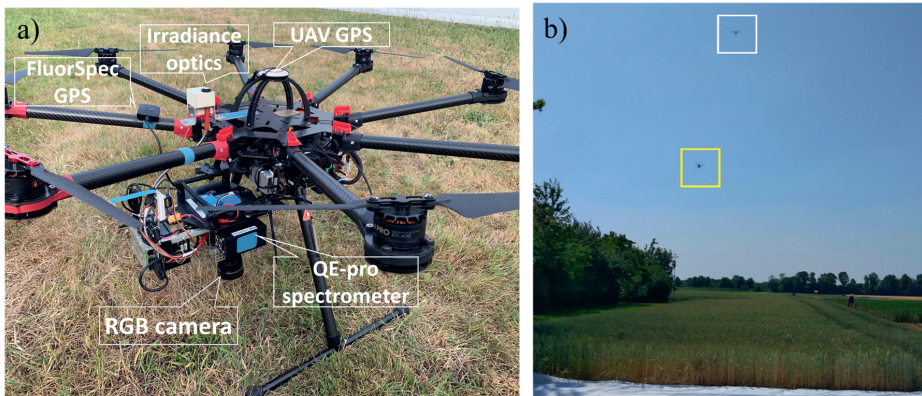 a)
Irradiance
optics
UAV GPS
FluorSpec
GPS
QE-pro
spectrometer
RGB camera
b)